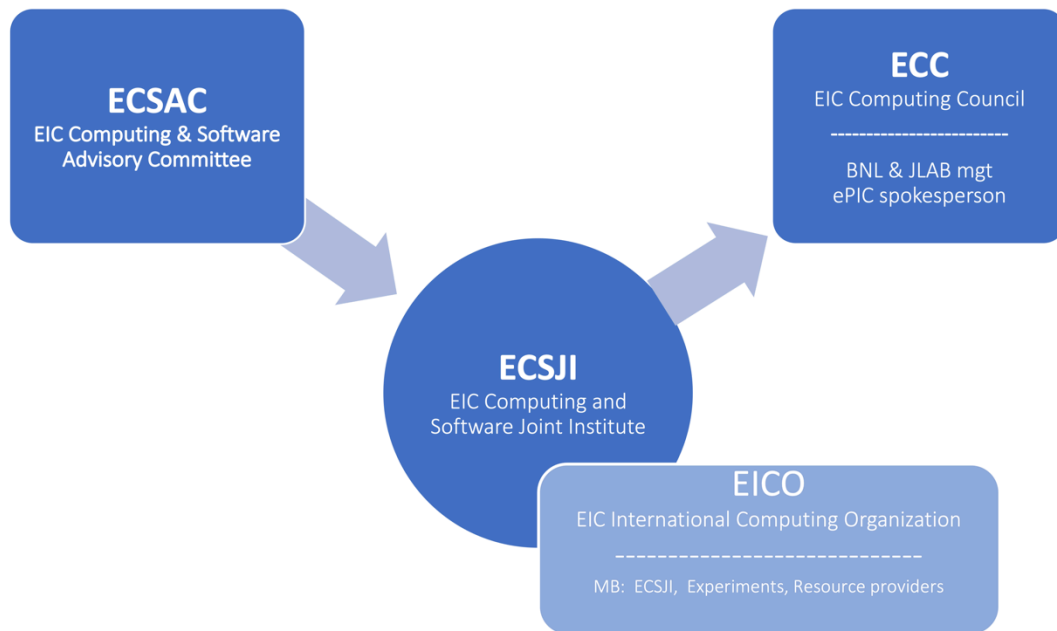 ECSAC
EIC Computing & Software
Advisory Committee
ECC
EIC Computing Council
-------------------------
BNL & JLAB mgt
ePIC spokesperson
ECSJI
EIC Computing and
Software Joint Institute
EICO
EIC International Computing Organization
------------------------------
MB:  ECSJI,  Experiments, Resource providers